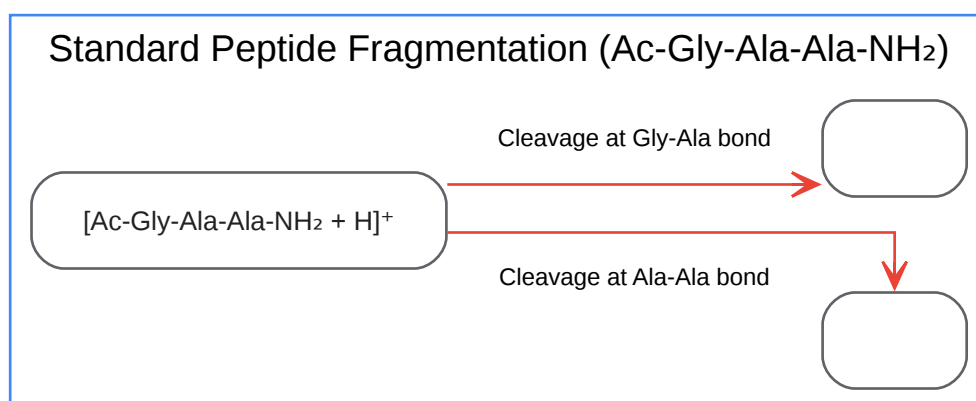 Standard Peptide Fragmentation (Ac-Gly-Ala-Ala-NH₂)
Cleavage at Gly-Ala bond
[Ac-Gly-Ala-Ala-NH₂ + H]⁺
Cleavage at Ala-Ala bond